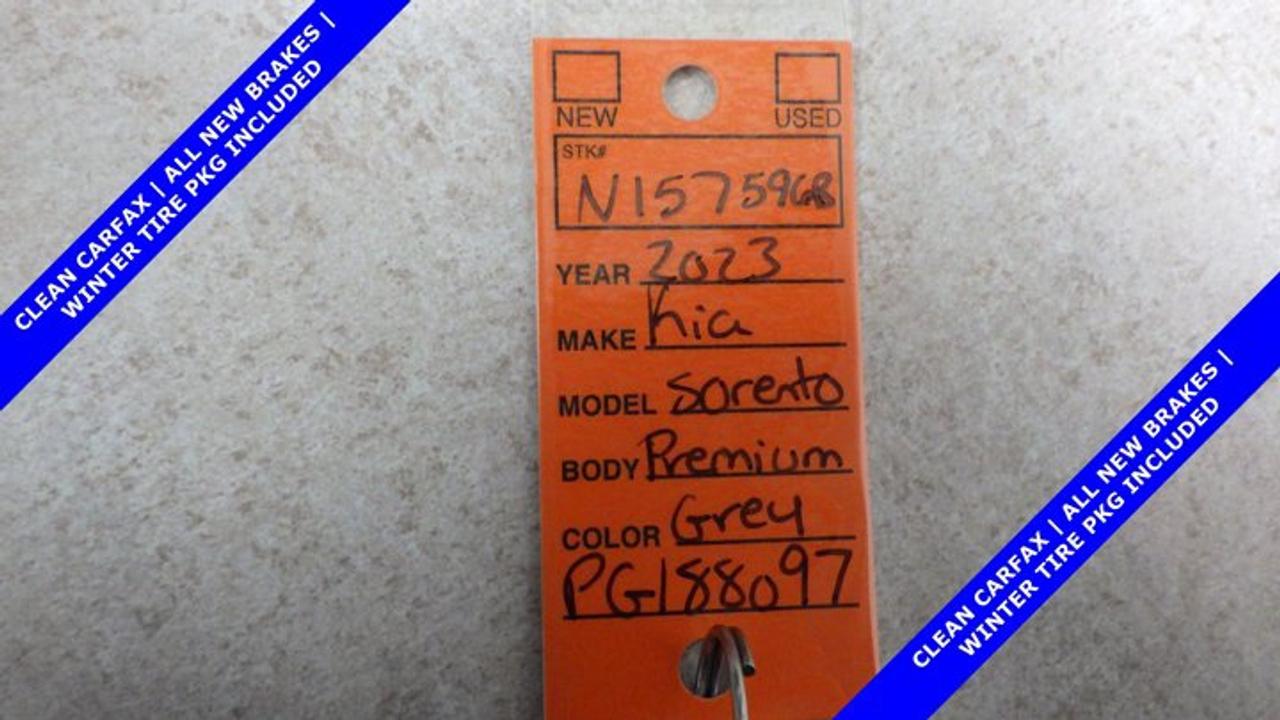 CLEAN CARFAX | ALL NEW BRAKES |
WINTER TIRE PKG INCLUDED
NEW USED
STK#
YEAR 2023
MAKE Kia
MODEL Sorento
BODY Premium
COLOR Grey
PG188097
CLEAN CARFAX | ALL NEW BRAKES |
WINTER TIRE PKG INCLUDED